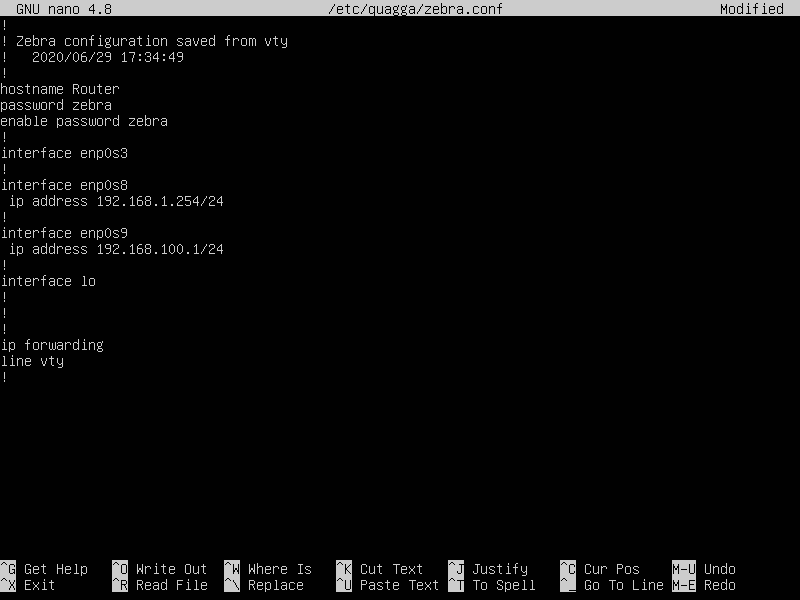 GNU nano 4.8 /etc/quagga/zebra.conf Modified
!
! Zebra configuration saved from vty
!   2020/06/29 17:34:49
!
hostname Router
password zebra
enable password zebra
!
interface enp0s3
!
interface enp0s8
 ip address 192.168.1.254/24
!
interface enp0s9
 ip address 192.168.100.1/24
!
interface lo
!
!
!
ip forwarding
line vty
!
^G Get Help ^O Write Out ^W Where Is ^K Cut Text ^J Justify ^C Cur Pos M-U Undo
^X Exit ^R Read File ^\ Replace ^U Paste Text ^T To Spell ^_ Go To Line M-E Redo